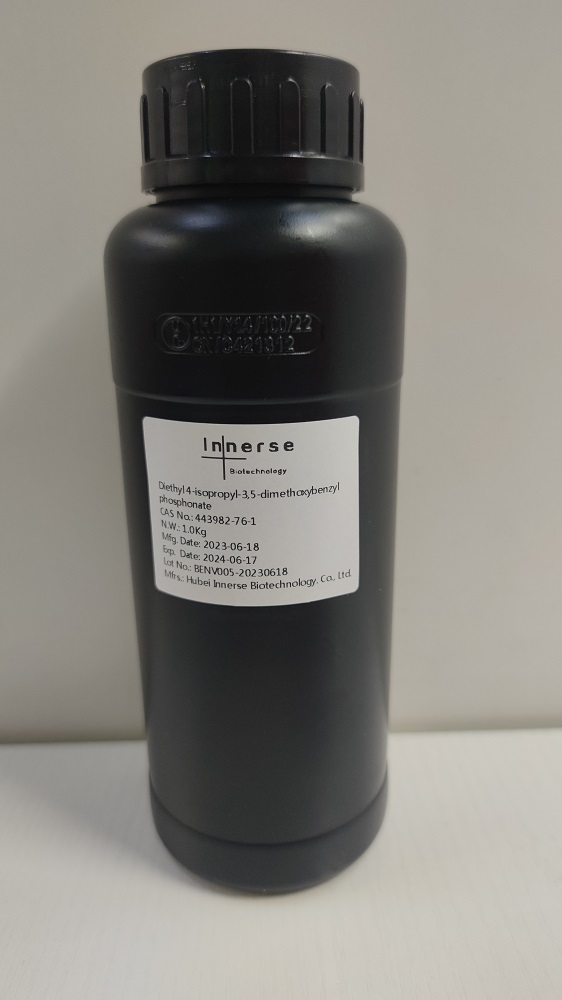 Innerse
Biotechnology
Diethyl 4-isopropyl-3,5-dimethoxybenzyl
phosphonate
CAS No.: 443982-76-1
N.W.: 1.0Kg
Mfg. Date: 2023-06-18
Exp. Date: 2024-06-17
Lot No.: BENV005-20230618
Mfrs.: Hubei Innerse Biotechnology. Co., Ltd.